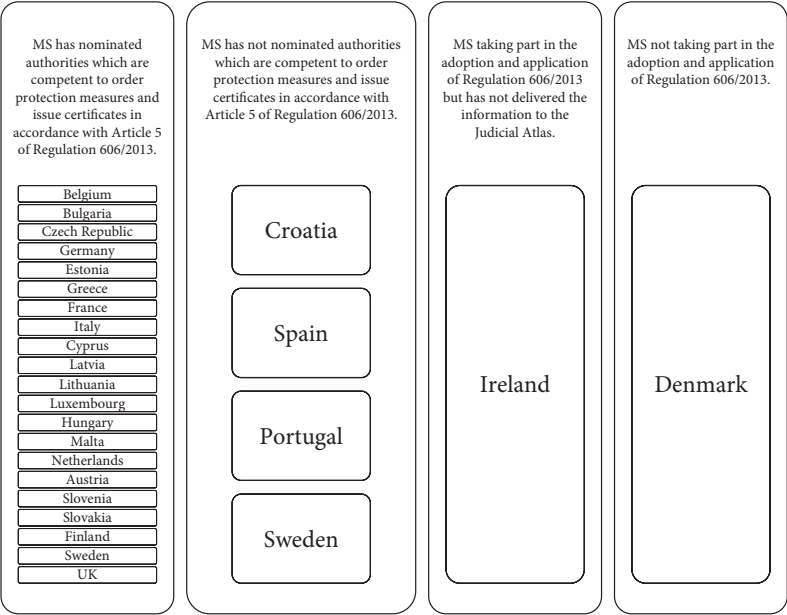 MS has nominated
authorities which are
competent to order
protection measures and
issue certificates in
accordance with Article 5
of Regulation 606/2013.
Belgium
Bulgaria
Czech Republic
Germany
Estonia
Greece
France
Italy
Cyprus
Latvia
Lithuania
Luxembourg
Hungary
Malta
Netherlands
Austria
Slovenia
Slovakia
Finland
Sweden
UK
MS has not nominated authorities
which are competent to order
protection measures and issue
certificates in accordance with
Article 5 of Regulation 606/2013.
Croatia
Spain
Portugal
Sweden
MS taking part in the
adoption and application
of Regulation 606/2013
but has not delivered the
information to the
Judicial Atlas.
Ireland
MS not taking part in the
adoption and application
of Regulation 606/2013.
Denmark